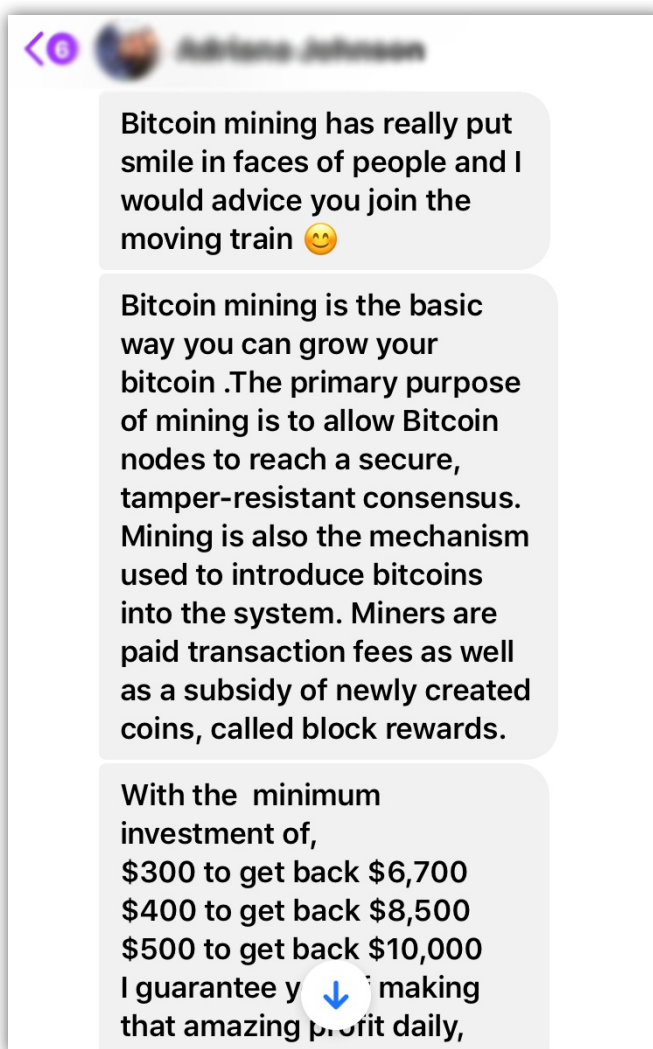 6
Bitcoin mining has really put
smile in faces of people and I
would advice you join the
moving train 😊
Bitcoin mining is the basic
way you can grow your
bitcoin .The primary purpose
of mining is to allow Bitcoin
nodes to reach a secure,
tamper-resistant consensus.
Mining is also the mechanism
used to introduce bitcoins
into the system. Miners are
paid transaction fees as well
as a subsidy of newly created
coins, called block rewards.
With the minimum
investment of,
$300 to get back $6,700
$400 to get back $8,500
$500 to get back $10,000
I guarantee making
that amazing profit daily,